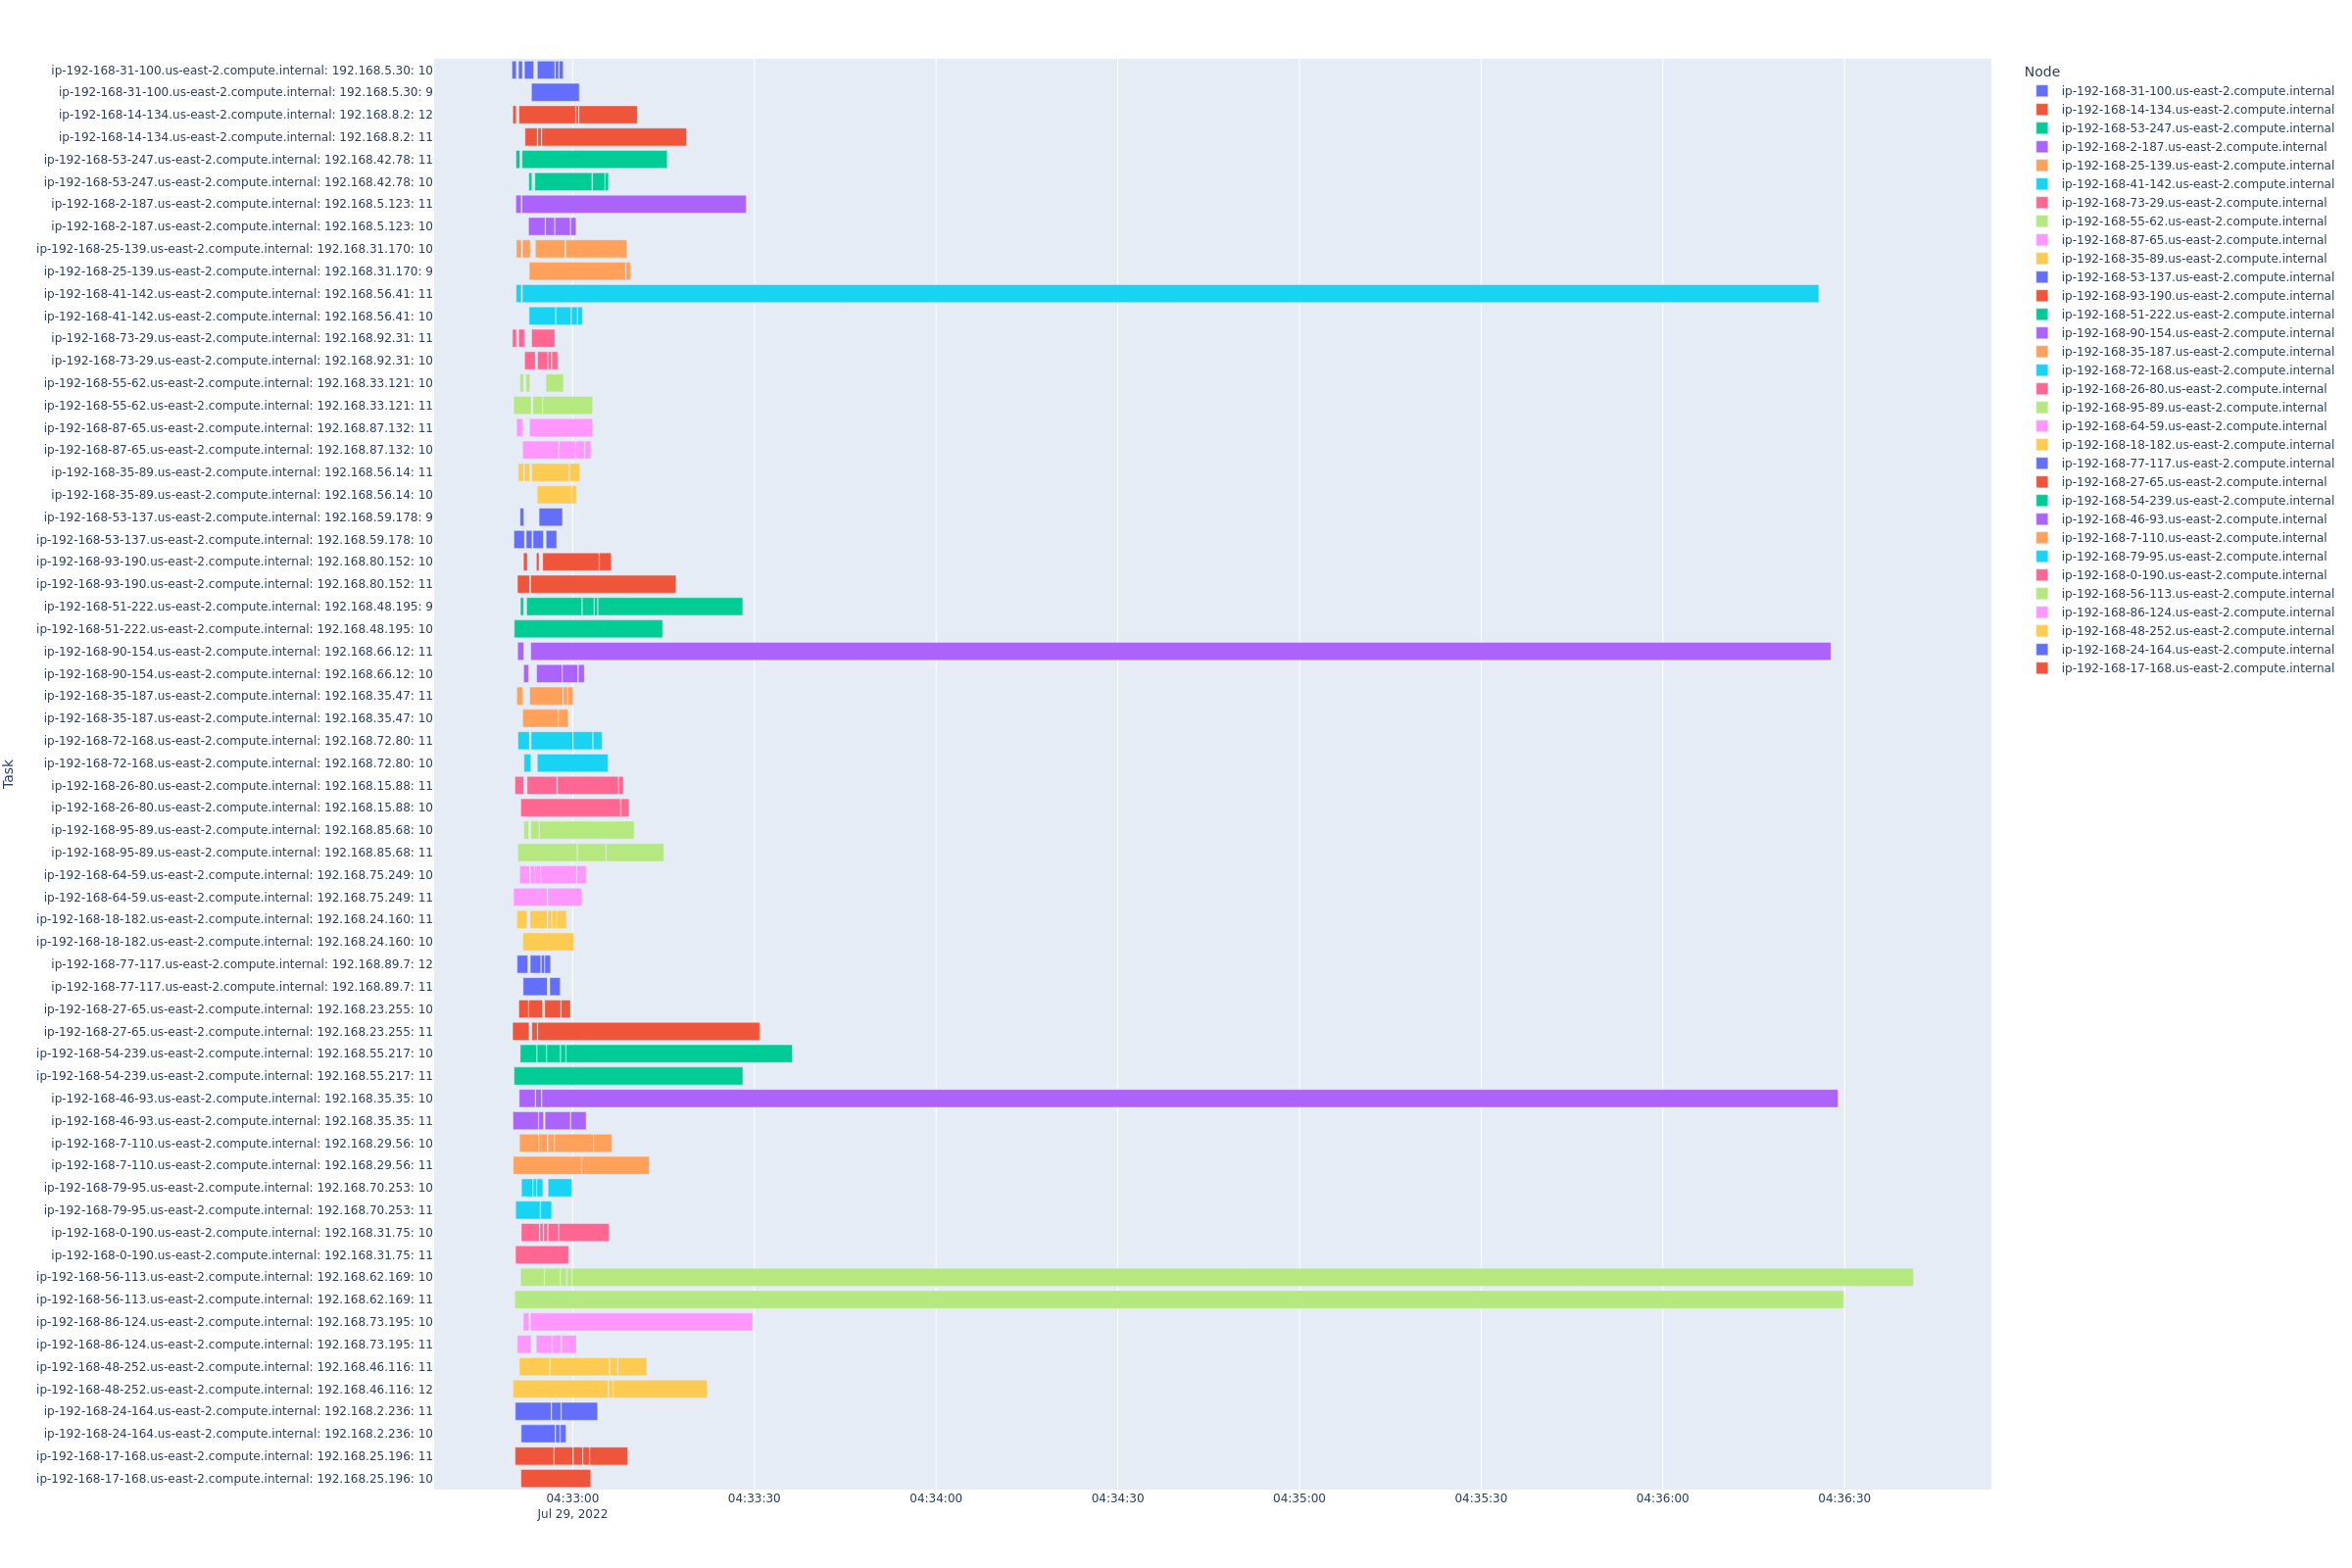 ip-192-168-31-100.us-east-2.compute.internal: 192.168.5.30: 10
ip-192-168-31-100.us-east-2.compute.internal: 192.168.5.30: 9
ip-192-168-14-134.us-east-2.compute.internal: 192.168.8.2: 12
ip-192-168-14-134.us-east-2.compute.internal: 192.168.8.2: 11
ip-192-168-53-247.us-east-2.compute.internal: 192.168.42.78: 11
ip-192-168-53-247.us-east-2.compute.internal: 192.168.42.78: 10
ip-192-168-2-187.us-east-2.compute.internal: 192.168.5.123: 11
ip-192-168-2-187.us-east-2.compute.internal: 192.168.5.123: 10
ip-192-168-25-139.us-east-2.compute.internal: 192.168.31.170: 10
ip-192-168-25-139.us-east-2.compute.internal: 192.168.31.170: 9
ip-192-168-41-142.us-east-2.compute.internal: 192.168.56.41: 11
ip-192-168-41-142.us-east-2.compute.internal: 192.168.56.41: 10
ip-192-168-73-29.us-east-2.compute.internal: 192.168.92.31: 11
ip-192-168-73-29.us-east-2.compute.internal: 192.168.92.31: 10
ip-192-168-55-62.us-east-2.compute.internal: 192.168.33.121: 10
ip-192-168-55-62.us-east-2.compute.internal: 192.168.33.121: 11
ip-192-168-87-65.us-east-2.compute.internal: 192.168.87.132: 11
ip-192-168-87-65.us-east-2.compute.internal: 192.168.87.132: 10
ip-192-168-35-89.us-east-2.compute.internal: 192.168.56.14: 11
ip-192-168-35-89.us-east-2.compute.internal: 192.168.56.14: 10
ip-192-168-53-137.us-east-2.compute.internal: 192.168.59.178: 9
ip-192-168-53-137.us-east-2.compute.internal: 192.168.59.178: 10
ip-192-168-93-190.us-east-2.compute.internal: 192.168.80.152: 10
ip-192-168-93-190.us-east-2.compute.internal: 192.168.80.152: 11
ip-192-168-51-222.us-east-2.compute.internal: 192.168.48.195: 9
ip-192-168-51-222.us-east-2.compute.internal: 192.168.48.195: 10
ip-192-168-90-154.us-east-2.compute.internal: 192.168.66.12: 11
ip-192-168-90-154.us-east-2.compute.internal: 192.168.66.12: 10
ip-192-168-35-187.us-east-2.compute.internal: 192.168.35.47: 11
ip-192-168-35-187.us-east-2.compute.internal: 192.168.35.47: 10
ip-192-168-72-168.us-east-2.compute.internal: 192.168.72.80: 11
ip-192-168-72-168.us-east-2.compute.internal: 192.168.72.80: 10
ip-192-168-26-80.us-east-2.compute.internal: 192.168.15.88: 11
ip-192-168-26-80.us-east-2.compute.internal: 192.168.15.88: 10
ip-192-168-95-89.us-east-2.compute.internal: 192.168.85.68: 10
ip-192-168-95-89.us-east-2.compute.internal: 192.168.85.68: 11
ip-192-168-64-59.us-east-2.compute.internal: 192.168.75.249: 10
ip-192-168-64-59.us-east-2.compute.internal: 192.168.75.249: 11
ip-192-168-18-182.us-east-2.compute.internal: 192.168.24.160: 11
ip-192-168-18-182.us-east-2.compute.internal: 192.168.24.160: 10
ip-192-168-77-117.us-east-2.compute.internal: 192.168.89.7: 12
ip-192-168-77-117.us-east-2.compute.internal: 192.168.89.7: 11
ip-192-168-27-65.us-east-2.compute.internal: 192.168.23.255: 10
ip-192-168-27-65.us-east-2.compute.internal: 192.168.23.255: 11
ip-192-168-54-239.us-east-2.compute.internal: 192.168.55.217: 10
ip-192-168-54-239.us-east-2.compute.internal: 192.168.55.217: 11
ip-192-168-46-93.us-east-2.compute.internal: 192.168.35.35: 10
ip-192-168-46-93.us-east-2.compute.internal: 192.168.35.35: 11
ip-192-168-7-110.us-east-2.compute.internal: 192.168.29.56: 10
ip-192-168-7-110.us-east-2.compute.internal: 192.168.29.56: 11
ip-192-168-79-95.us-east-2.compute.internal: 192.168.70.253: 10
ip-192-168-79-95.us-east-2.compute.internal: 192.168.70.253: 11
ip-192-168-0-190.us-east-2.compute.internal: 192.168.31.75: 10
ip-192-168-0-190.us-east-2.compute.internal: 192.168.31.75: 11
ip-192-168-56-113.us-east-2.compute.internal: 192.168.62.169: 10
ip-192-168-56-113.us-east-2.compute.internal: 192.168.62.169: 11
ip-192-168-86-124.us-east-2.compute.internal: 192.168.73.195: 10
ip-192-168-86-124.us-east-2.compute.internal: 192.168.73.195: 11
ip-192-168-48-252.us-east-2.compute.internal: 192.168.46.116: 11
ip-192-168-48-252.us-east-2.compute.internal: 192.168.46.116: 12
ip-192-168-24-164.us-east-2.compute.internal: 192.168.2.236: 11
ip-192-168-24-164.us-east-2.compute.internal: 192.168.2.236: 10
ip-192-168-17-168.us-east-2.compute.internal: 192.168.25.196: 11
ip-192-168-17-168.us-east-2.compute.internal: 192.168.25.196: 10
Task
04:33:00 04:33:30 04:34:00 04:34:30 04:35:00 04:35:30 04:36:00 04:36:30
Jul 29, 2022
Node
ip-192-168-31-100.us-east-2.compute.internal
ip-192-168-14-134.us-east-2.compute.internal
ip-192-168-53-247.us-east-2.compute.internal
ip-192-168-2-187.us-east-2.compute.internal
ip-192-168-25-139.us-east-2.compute.internal
ip-192-168-41-142.us-east-2.compute.internal
ip-192-168-73-29.us-east-2.compute.internal
ip-192-168-55-62.us-east-2.compute.internal
ip-192-168-87-65.us-east-2.compute.internal
ip-192-168-35-89.us-east-2.compute.internal
ip-192-168-53-137.us-east-2.compute.internal
ip-192-168-93-190.us-east-2.compute.internal
ip-192-168-51-222.us-east-2.compute.internal
ip-192-168-90-154.us-east-2.compute.internal
ip-192-168-35-187.us-east-2.compute.internal
ip-192-168-72-168.us-east-2.compute.internal
ip-192-168-26-80.us-east-2.compute.internal
ip-192-168-95-89.us-east-2.compute.internal
ip-192-168-64-59.us-east-2.compute.internal
ip-192-168-18-182.us-east-2.compute.internal
ip-192-168-77-117.us-east-2.compute.internal
ip-192-168-27-65.us-east-2.compute.internal
ip-192-168-54-239.us-east-2.compute.internal
ip-192-168-46-93.us-east-2.compute.internal
ip-192-168-7-110.us-east-2.compute.internal
ip-192-168-79-95.us-east-2.compute.internal
ip-192-168-0-190.us-east-2.compute.internal
ip-192-168-56-113.us-east-2.compute.internal
ip-192-168-86-124.us-east-2.compute.internal
ip-192-168-48-252.us-east-2.compute.internal
ip-192-168-24-164.us-east-2.compute.internal
ip-192-168-17-168.us-east-2.compute.internal